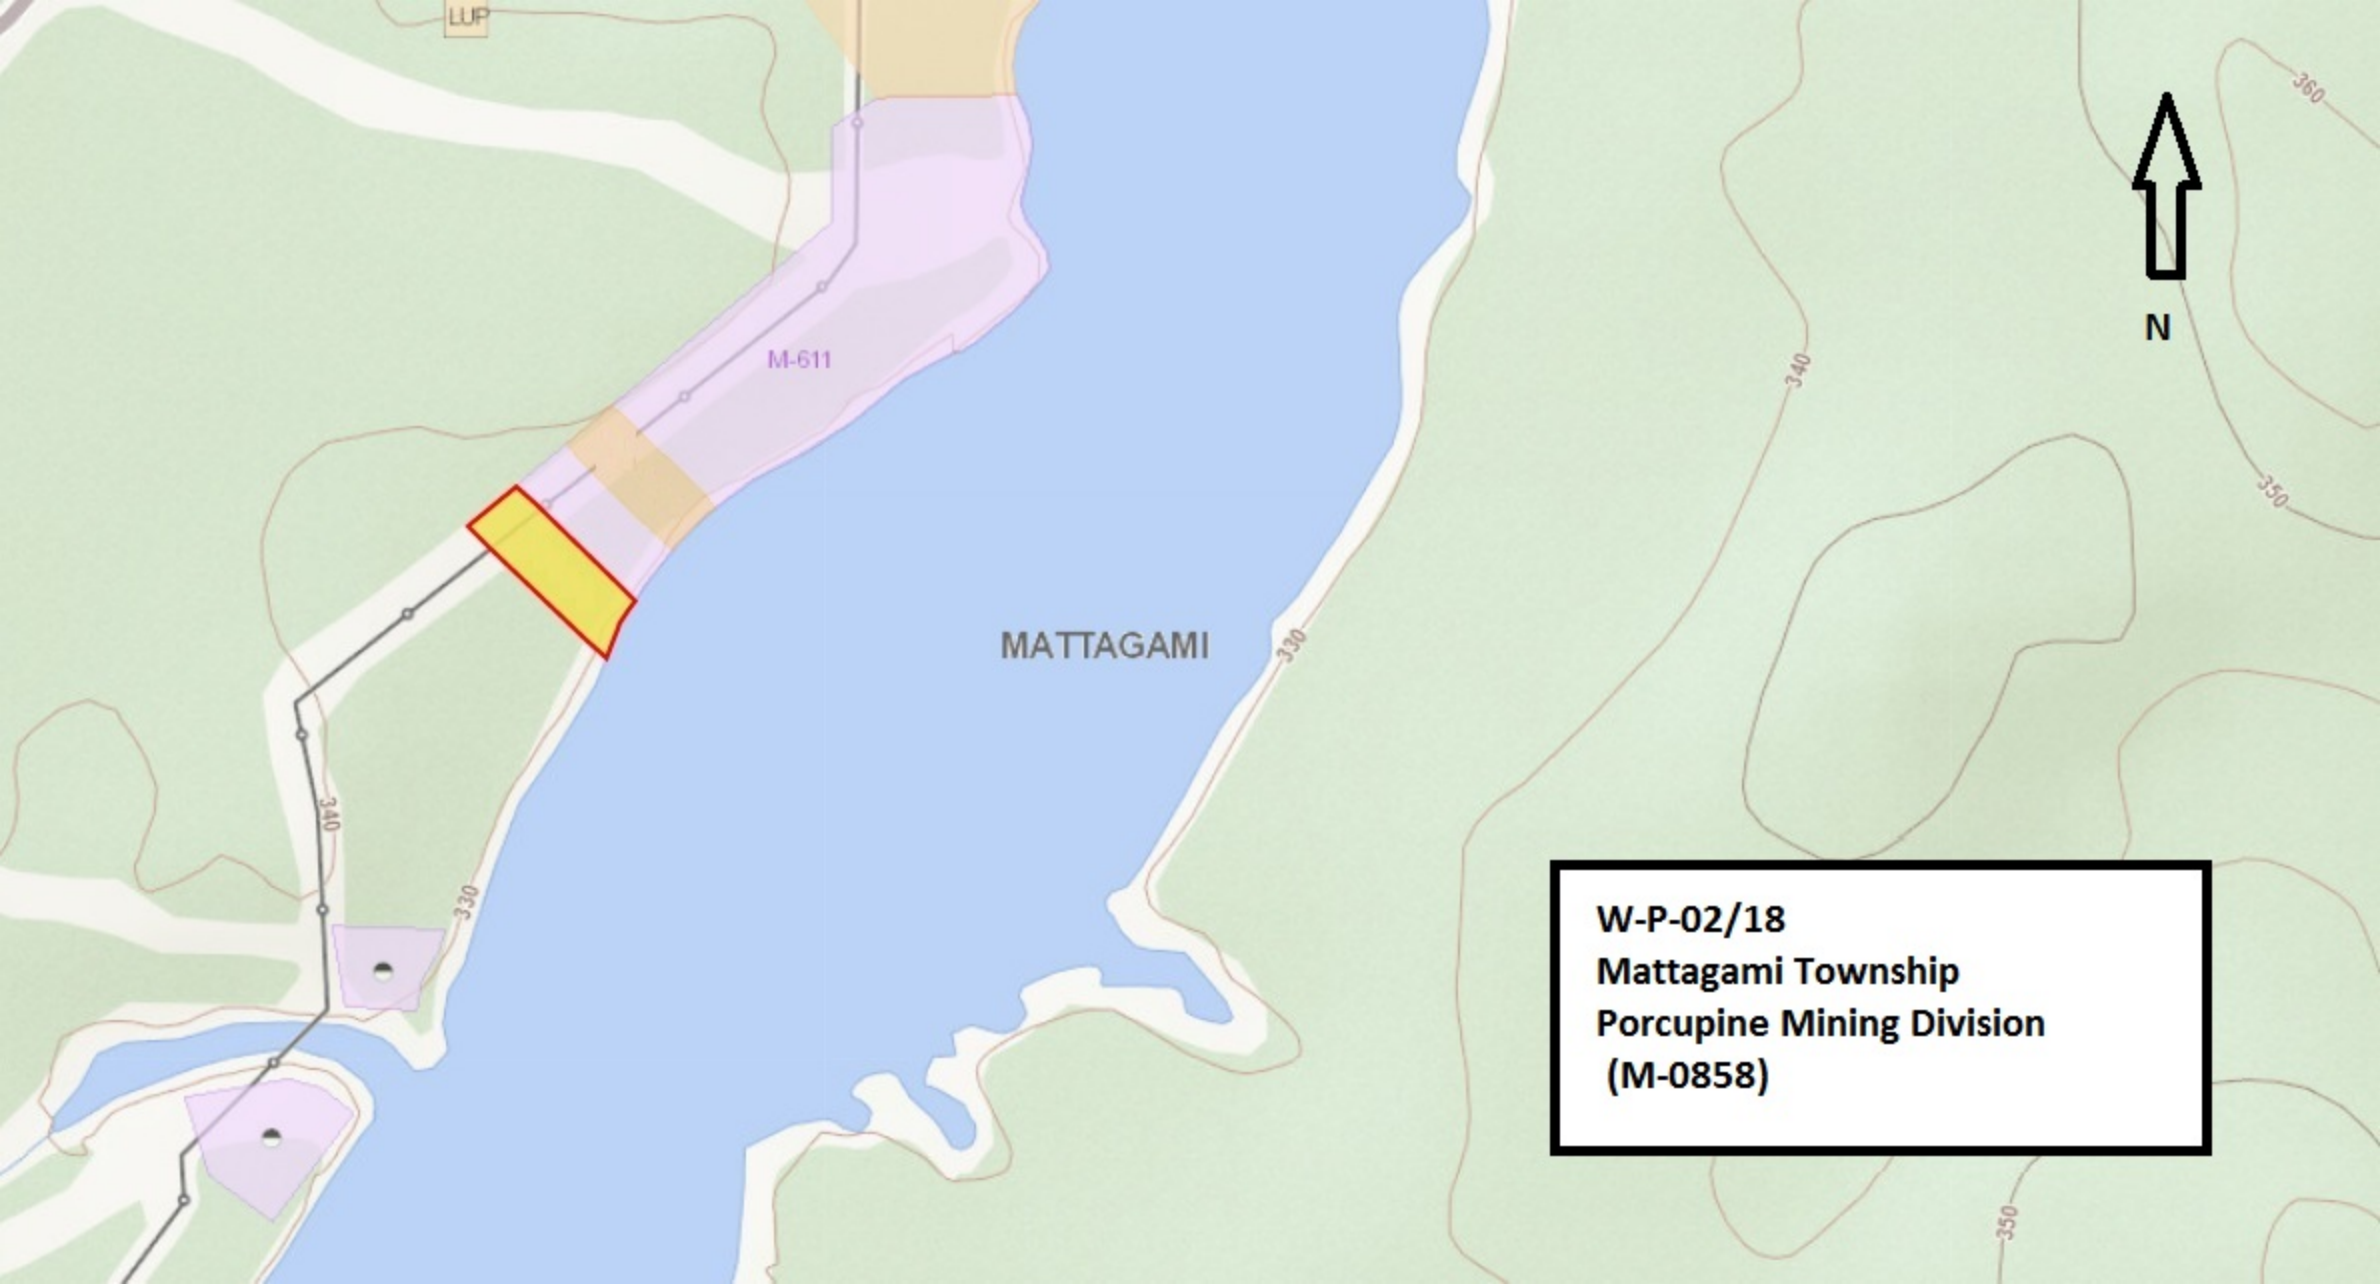 LUP
360
N
M-611
340
350
MATTAGAMI
330
340
330
W-P-02/18
Mattagami Township
Porcupine Mining Division
(M-0858)
350